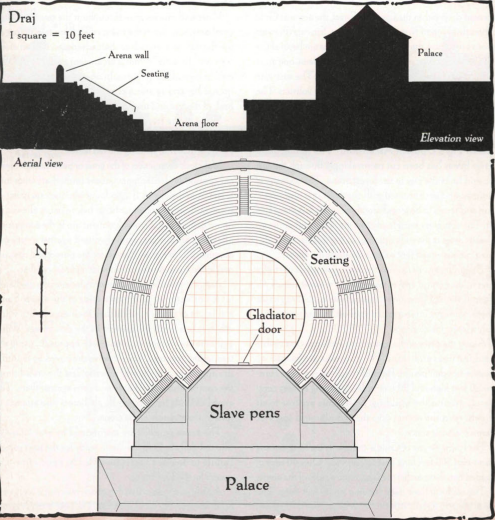 Draj
1 square = 10 feet
Arena wall
Seating
Palace
Arena floor
Elevation view
Aerial view
N
Seating
Gladiator
door
Slave pens
Palace